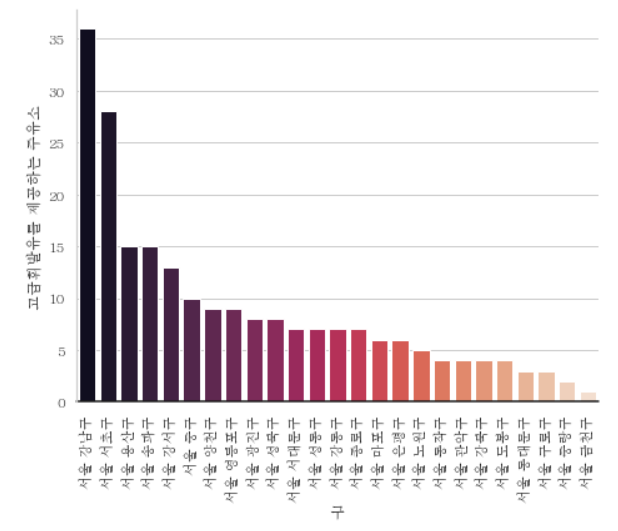 고급휘발유를 제공하는 주유소
35
30
25
20
15
10
5
0
서울 강남구
서울 서초구
서울 용산구
서울 송파구
서울 강서구
서울 중구
서울 양천구
서울 영등포구
서울 광진구
서울 성북구
서울 서대문구
서울 성동구
서울 강동구
서울 종로구
서울 마포구
서울 은평구
서울 노원구
서울 동작구
서울 관악구
서울 강북구
서울 도봉구
서울 동대문구
서울 구로구
서울 중랑구
서울 금천구
구